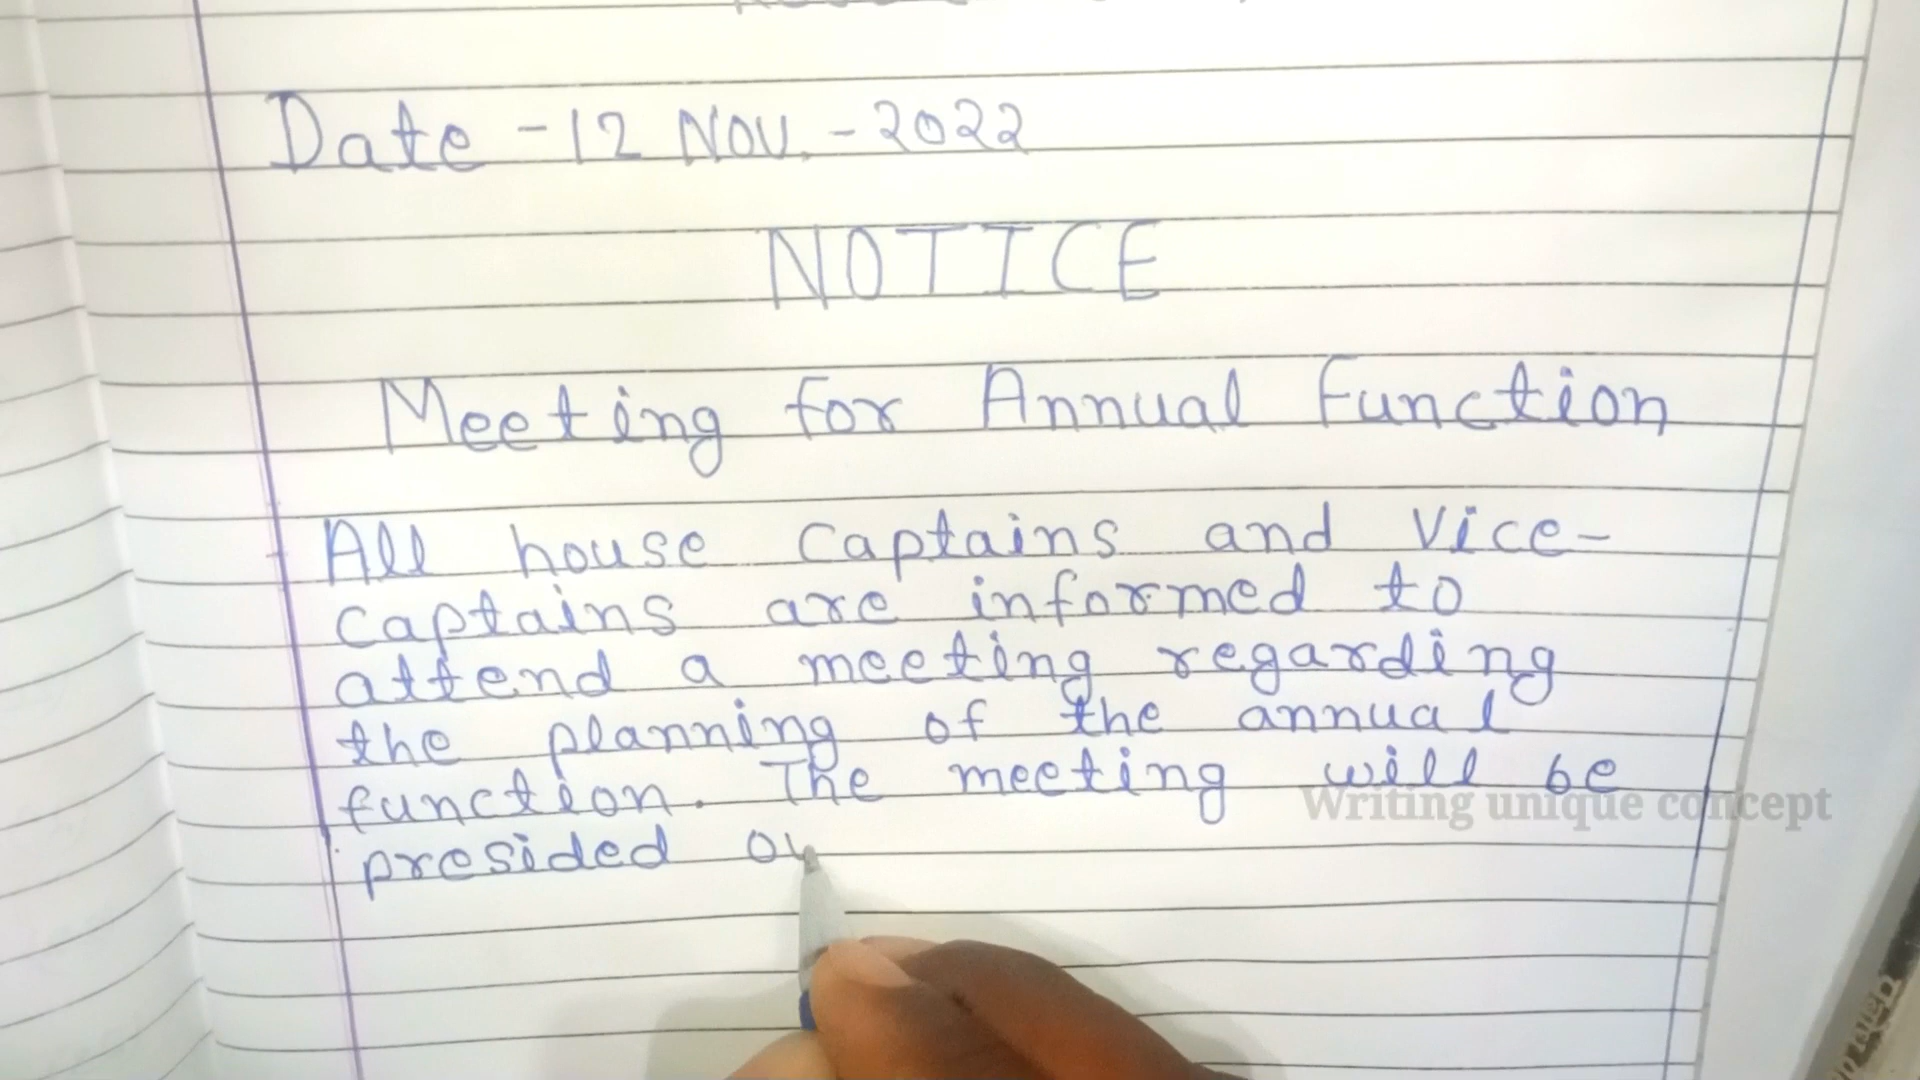 Date - 12 Nov. - 2022
NOTICE
Meeting for Annual Function
All house Captains and Vice-
Captains are informed to
attend a meeting regarding
the planning of the annual
function. The meeting will be
Writing unique concept
presided ov